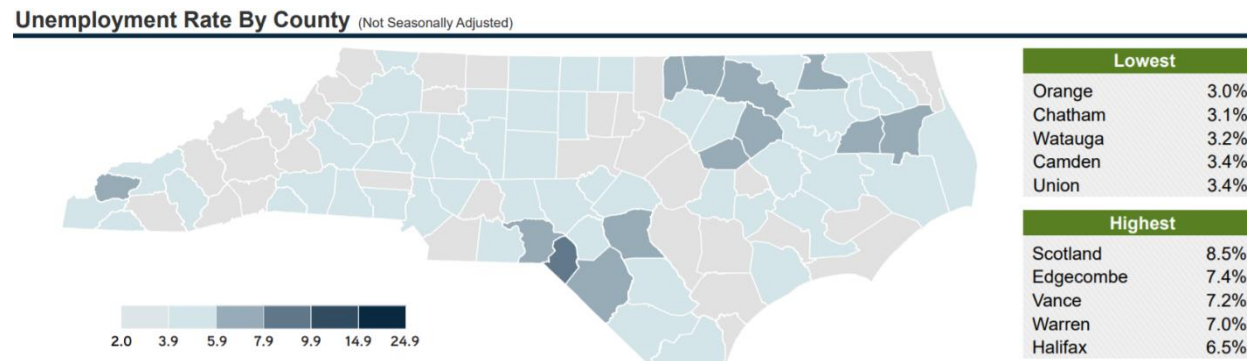 Unemployment Rate By County (Not Seasonally Adjusted)
Lowest
Orange 3.0%
Chatham 3.1%
Watauga 3.2%
Camden 3.4%
Union 3.4%
Highest
Scotland 8.5%
Edgecombe 7.4%
Vance 7.2%
Warren 7.0%
Halifax 6.5%
2.0 3.9 5.9 7.9 9.9 14.9 24.9